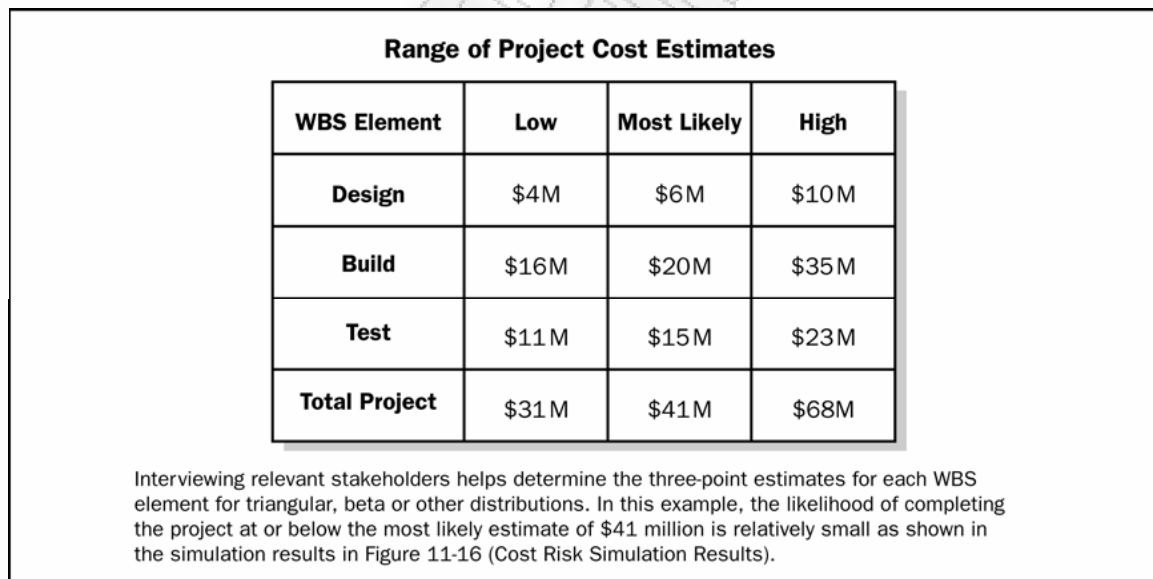 Range of Project Cost Estimates
WBS Element Low Most Likely High
Design $4M $6M $10M
Build $16M $20M $35M
Test $11M $15M $23M
Total Project $31M $41M $68M
Interviewing relevant stakeholders helps determine the three-point estimates for each WBS
element for triangular, beta or other distributions. In this example, the likelihood of completing
the project at or below the most likely estimate of $41 million is relatively small as shown in
the simulation results in Figure 11-16 (Cost Risk Simulation Results).